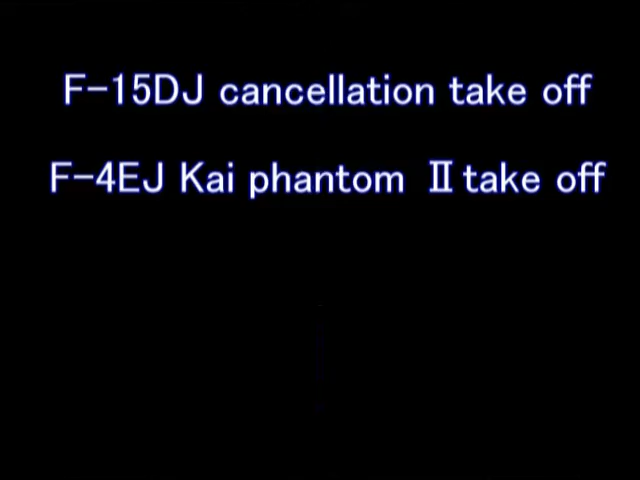 F-15DJ cancellation take off
F-4EJ Kai phantom Ⅱtake off